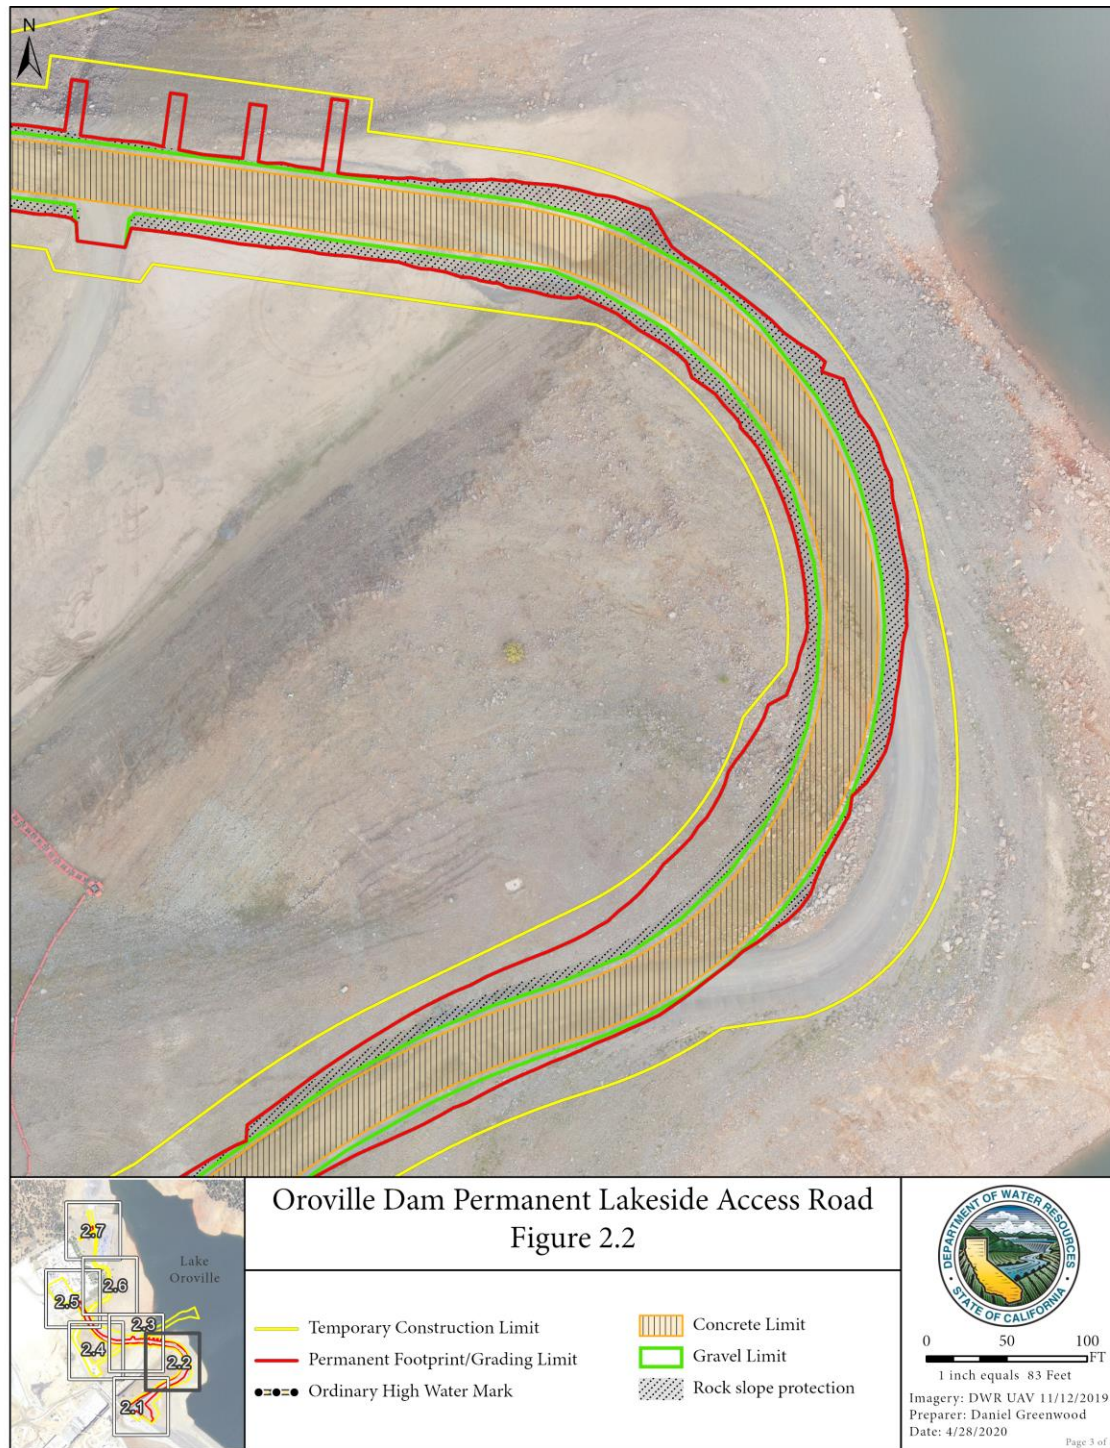 N
2.7
Lake
Oroville
2.6
2.5
2.3
2.4
2.2
2.1
Oroville Dam Permanent Lakeside Access Road
Figure 2.2
Temporary Construction Limit
Permanent Footprint/Grading Limit
Ordinary High Water Mark
Concrete Limit
Gravel Limit
Rock slope protection
DEPARTMENT OF WATER RESOURCES
STATE OF CALIFORNIA
0 50 100
FT
1 inch equals 83 Feet
Imagery: DWR UAV 11/12/2019
Preparer: Daniel Greenwood
Date: 4/28/2020
Page 3 of